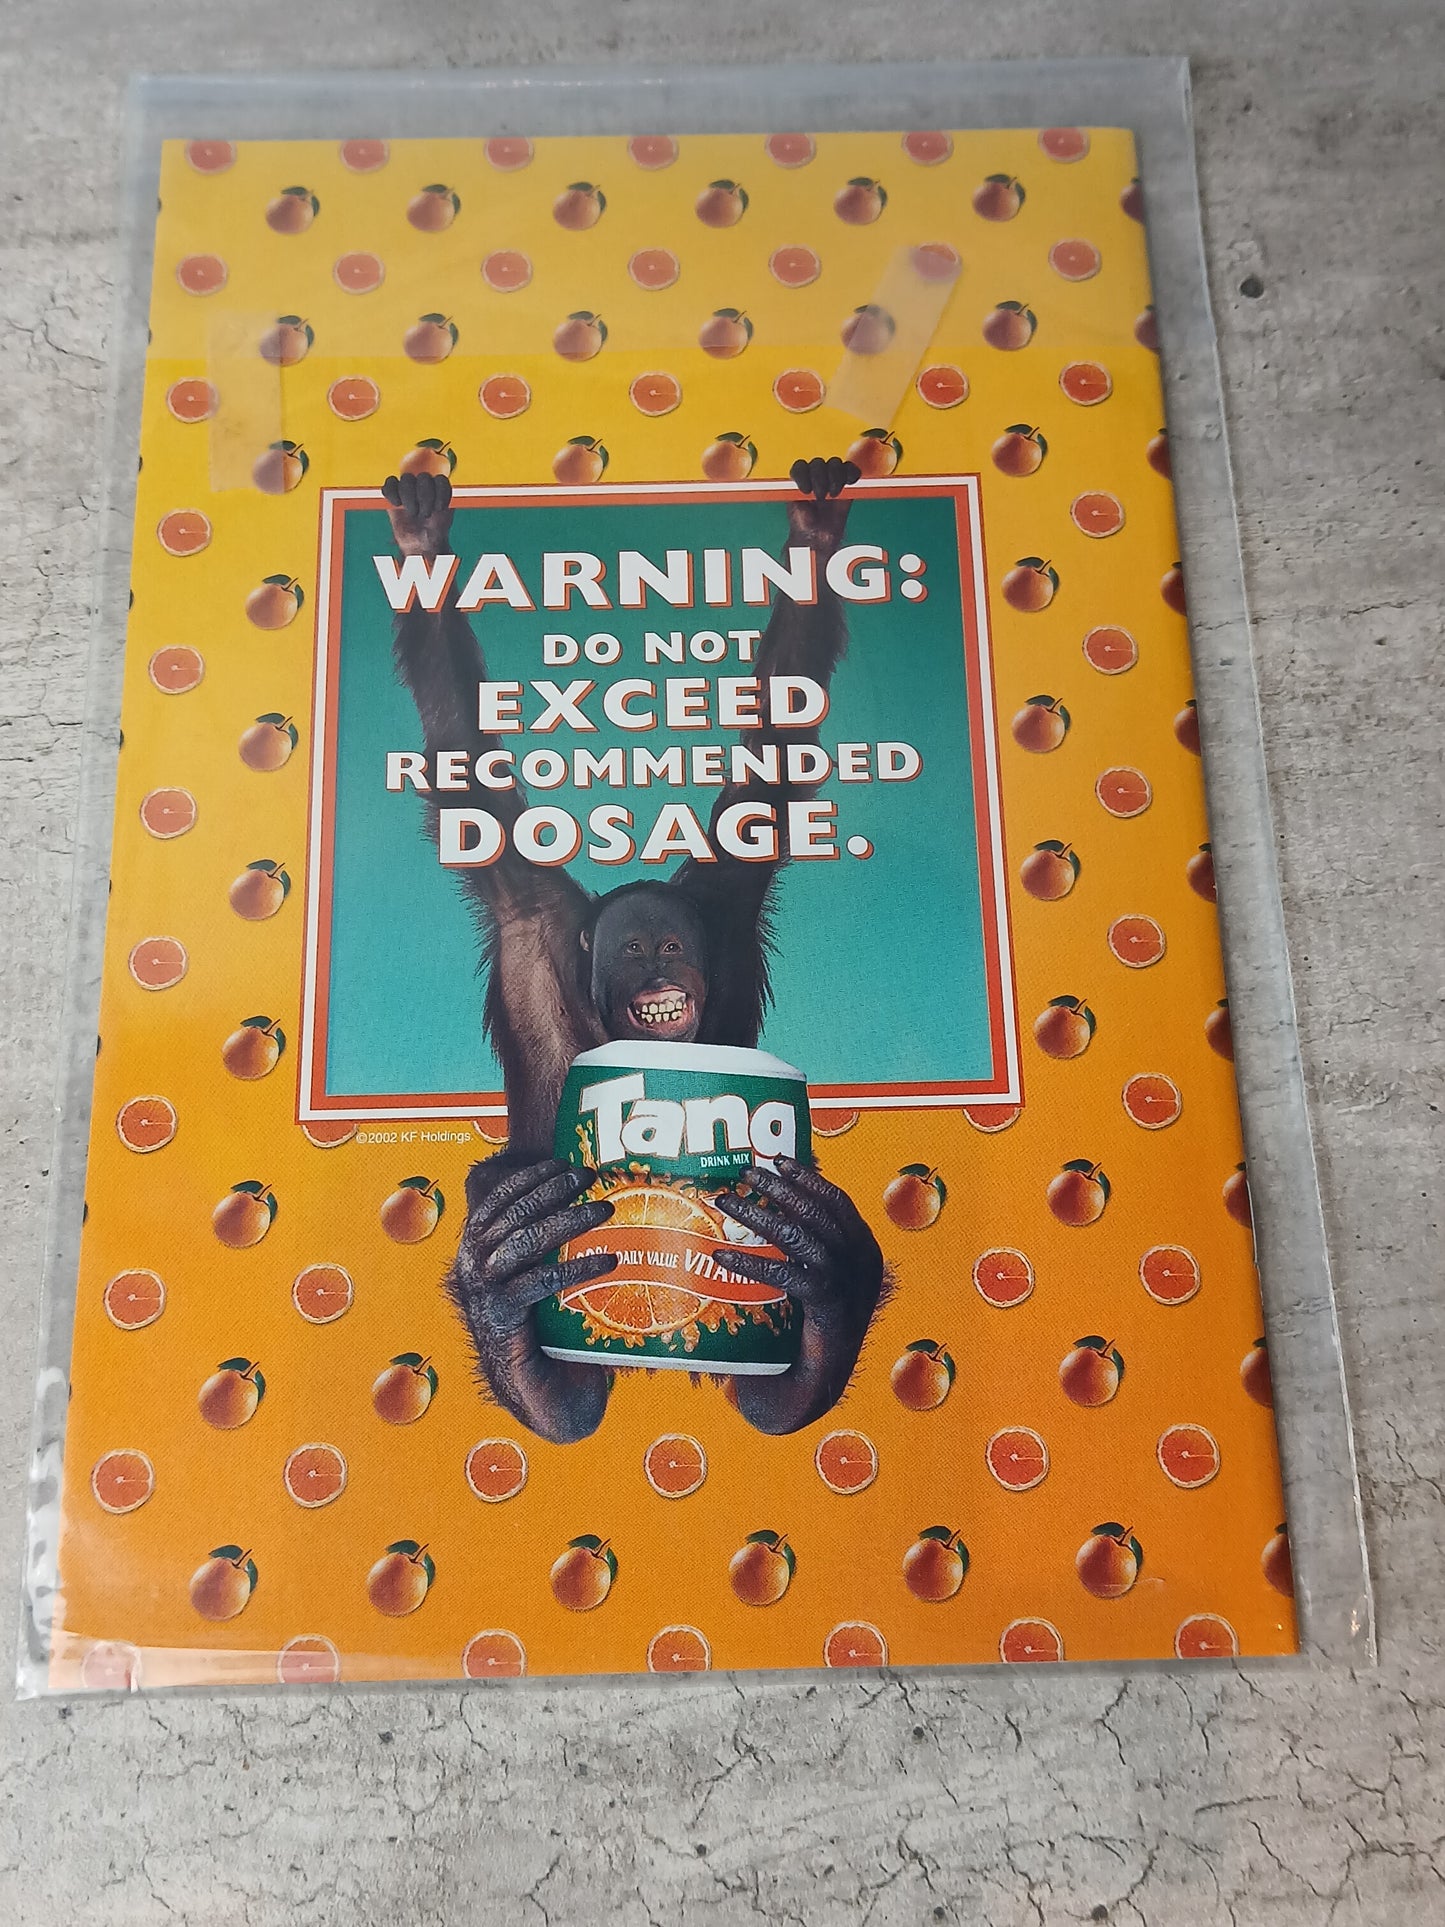 WARNING:
DO NOT
EXCEED
RECOMMENDED
DOSAGE.
©2002 KF Holdings.
Tang
DRINK MIX
DAILY VALUE